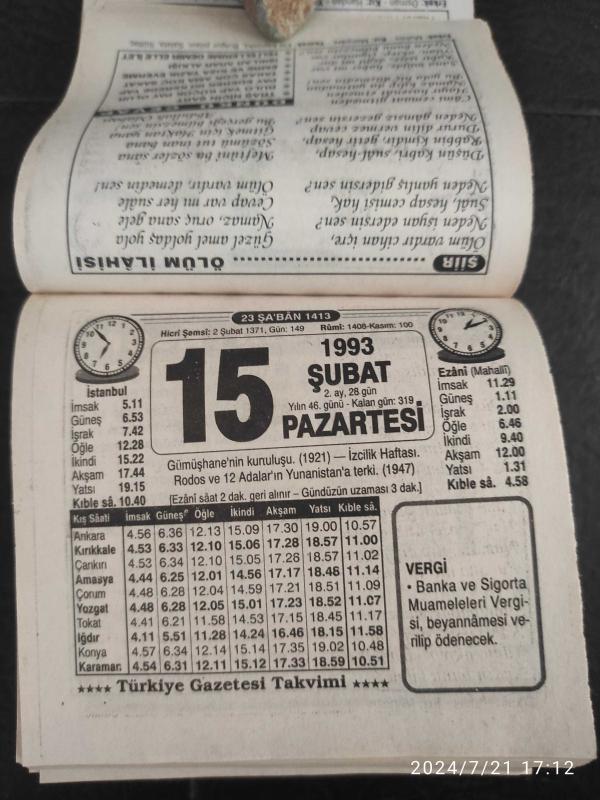 ŞİİR ........ ÖLÜM İLÂHİSİ
Ölüm vardır cihan içre,
Neden isyan edersin sen?
Suâl, hesap cemisi hak,
Neden yanlış gidersin sen?
Düşün, Kabri, suâl-hesap,
Rabbin kindir, getir hesap,
Durur dilin vermez cevap
Neden günsüz geçersin sen?
Güzel amel yoldaş yola
Namaz, oruç sana gele
Cevap var mı her suâle
Ölüm, vardır, demedin sen!
Meftûnî bu sözler sana
Sözünü tut inan bana
Gitmek için Hak'tan yana
23 ŞA'BÂN 1413
Hicrî Şemsî: 2 Şubat 1371, Gün: 149 Rûmî: 1408-Kasım: 100
15
1993
ŞUBAT
2. ay, 28 gün
Yılın 46. günü - Kalan gün: 319
PAZARTESİ
İstanbul
İmsak 5.11
Güneş 6.53
İşrak 7.42
Öğle 12.28
İkindi 15.22
Akşam 17.44
Yatsı 19.15
Kıble sâ. 10.40
Ezânî (Mahallî)
İmsak 11.29
Güneş 1.11
İşrak 2.00
Öğle 6.46
İkindi 9.40
Akşam 12.00
Yatsı 1.31
Kıble sâ. 4.58
Gümüşhane'nin kuruluşu. (1921) — İzcilik Haftası.
Rodos ve 12 Adalar'ın Yunanistan'a terki. (1947)
[Ezânî sâat 2 dak. geri alınır – Gündüzün uzaması 3 dak.]
Kış Sâati İmsak Güneş Öğle İkindi Akşam Yatsı Kıble sâ.
Ankara 4.56 6.36 12.13 15.09 17.30 19.00 10.57
Kırıkkale 4.53 6.33 12.10 15.06 17.28 18.57 11.00
Çankırı 4.53 6.34 12.10 15.05 17.26 18.57 11.02
Amasya 4.44 6.25 12.01 14.56 17.17 18.48 11.14
Çorum 4.48 6.28 12.04 14.59 17.21 18.51 11.09
Yozgat 4.48 6.28 12.05 15.01 17.23 18.52 11.07
Tokat 4.41 6.21 11.58 14.53 17.15 18.45 11.17
Iğdır 4.11 5.51 11.28 14.24 16.46 18.15 11.58
Konya 4.57 6.34 12.14 15.14 17.35 19.02 10.48
Karaman 4.54 6.31 12.11 15.12 17.33 18.59 10.51
Türkiye Gazetesi Takvimi
VERGİ
• Banka ve Sigorta
Muameleleri Vergi-
si, beyannâmesi ve-
rilip ödenecek.
2024/7/21 17:12